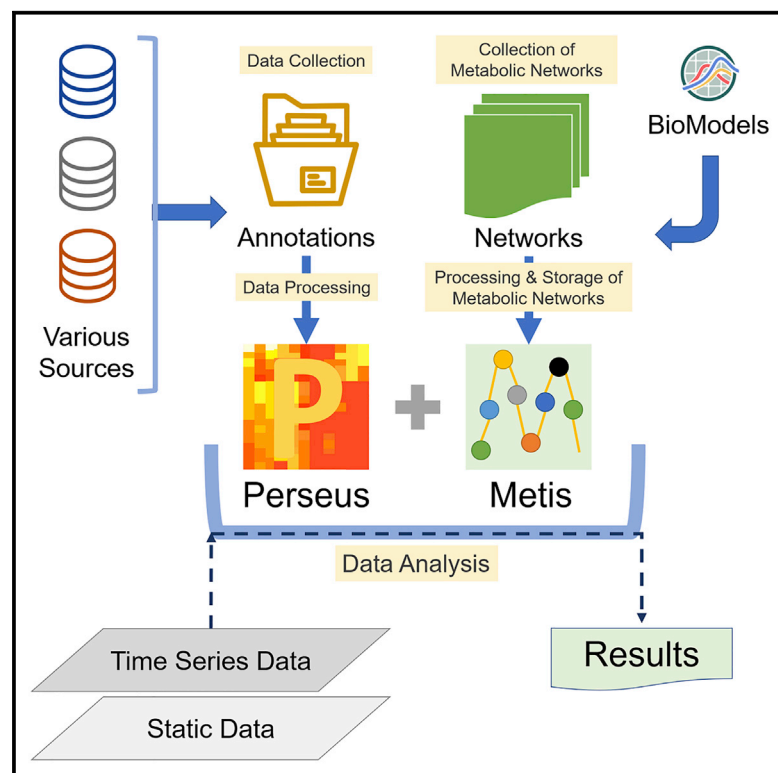 Data Collection
Collection of
Metabolic Networks
BioModels
Annotations
Networks
Various
Sources
Data Processing
Processing & Storage of
Metabolic Networks
P
Perseus
Metis
Data Analysis
Time Series Data
Static Data
Results